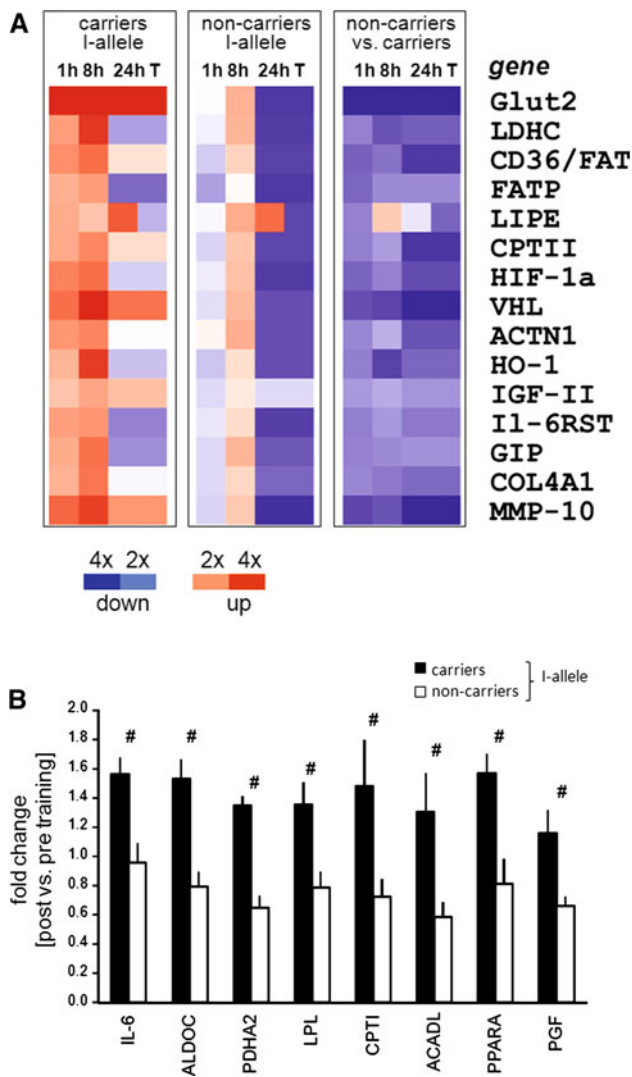 A
carriers
I-allele
non-carriers
I-allele
non-carriers
vs. carriers
1h 8h 24h T
1h 8h 24h T
1h 8h 24h T
gene
Glut2
LDHC
CD36/FAT
FATP
LIPE
CPTII
HIF-1a
VHL
ACTN1
HO-1
IGF-II
Il-6RST
GIP
COL4A1
MMP-10
4x 2x
down
2x 4x
up
B
carriers
non-carriers
I-allele
fold change
[post vs. pre training]
2.0
1.8
1.6
1.4
1.2
1.0
0.8
0.6
0.4
0.2
0.0
# # # # # # # #
IL-6
ALDOC
PDHA2
LPL
CPTI
ACADL
PPARA
PGF